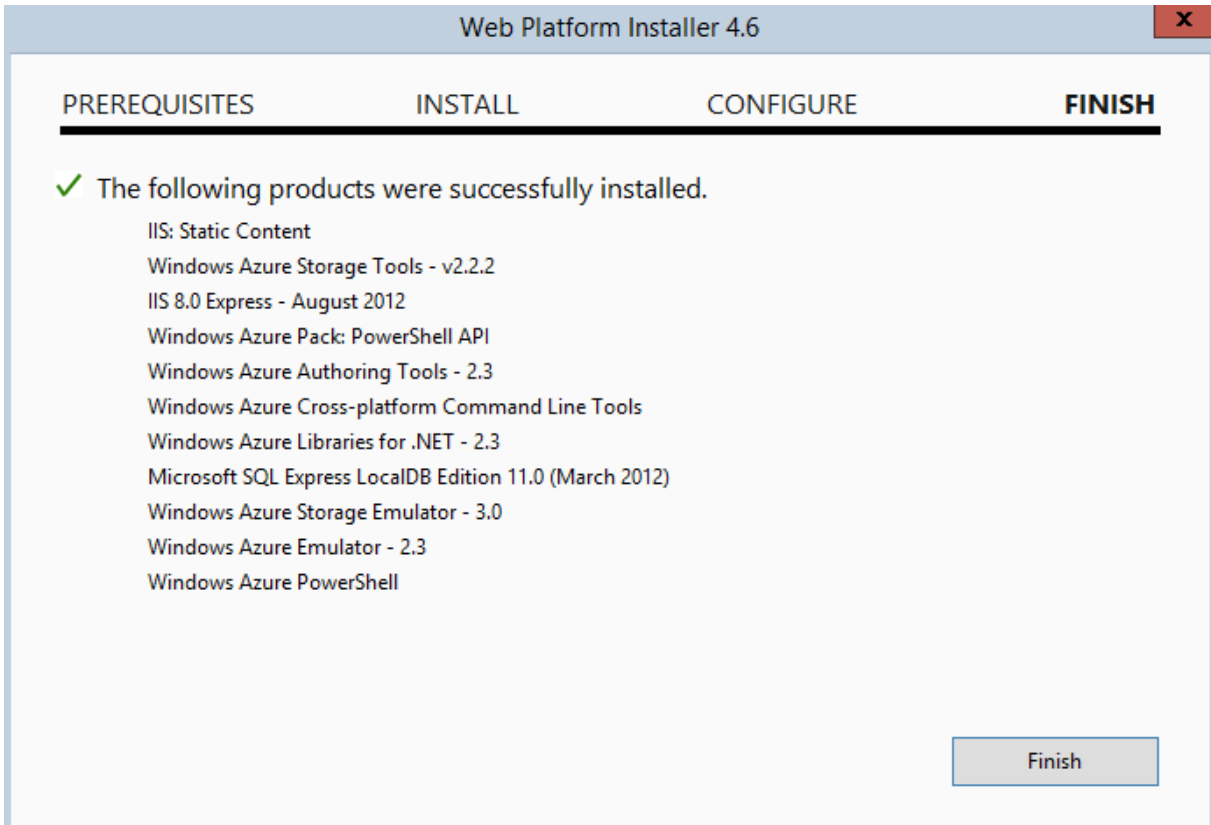 Web Platform Installer 4.6
x
PREREQUISITES INSTALL CONFIGURE FINISH
The following products were successfully installed.
IIS: Static Content
Windows Azure Storage Tools - v2.2.2
IIS 8.0 Express - August 2012
Windows Azure Pack: PowerShell API
Windows Azure Authoring Tools - 2.3
Windows Azure Cross-platform Command Line Tools
Windows Azure Libraries for .NET - 2.3
Microsoft SQL Express LocalDB Edition 11.0 (March 2012)
Windows Azure Storage Emulator - 3.0
Windows Azure Emulator - 2.3
Windows Azure PowerShell
Finish